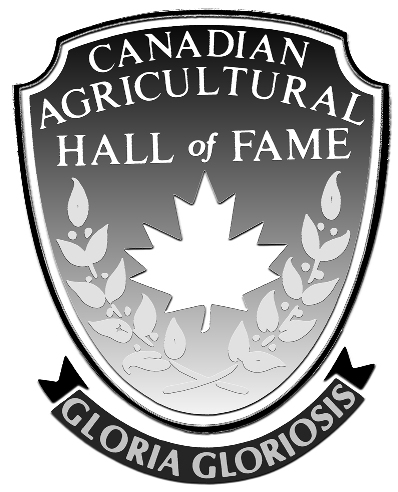 CANADIAN
AGRICULTURAL
HALL of FAME
GLORIA GLORIOSIS